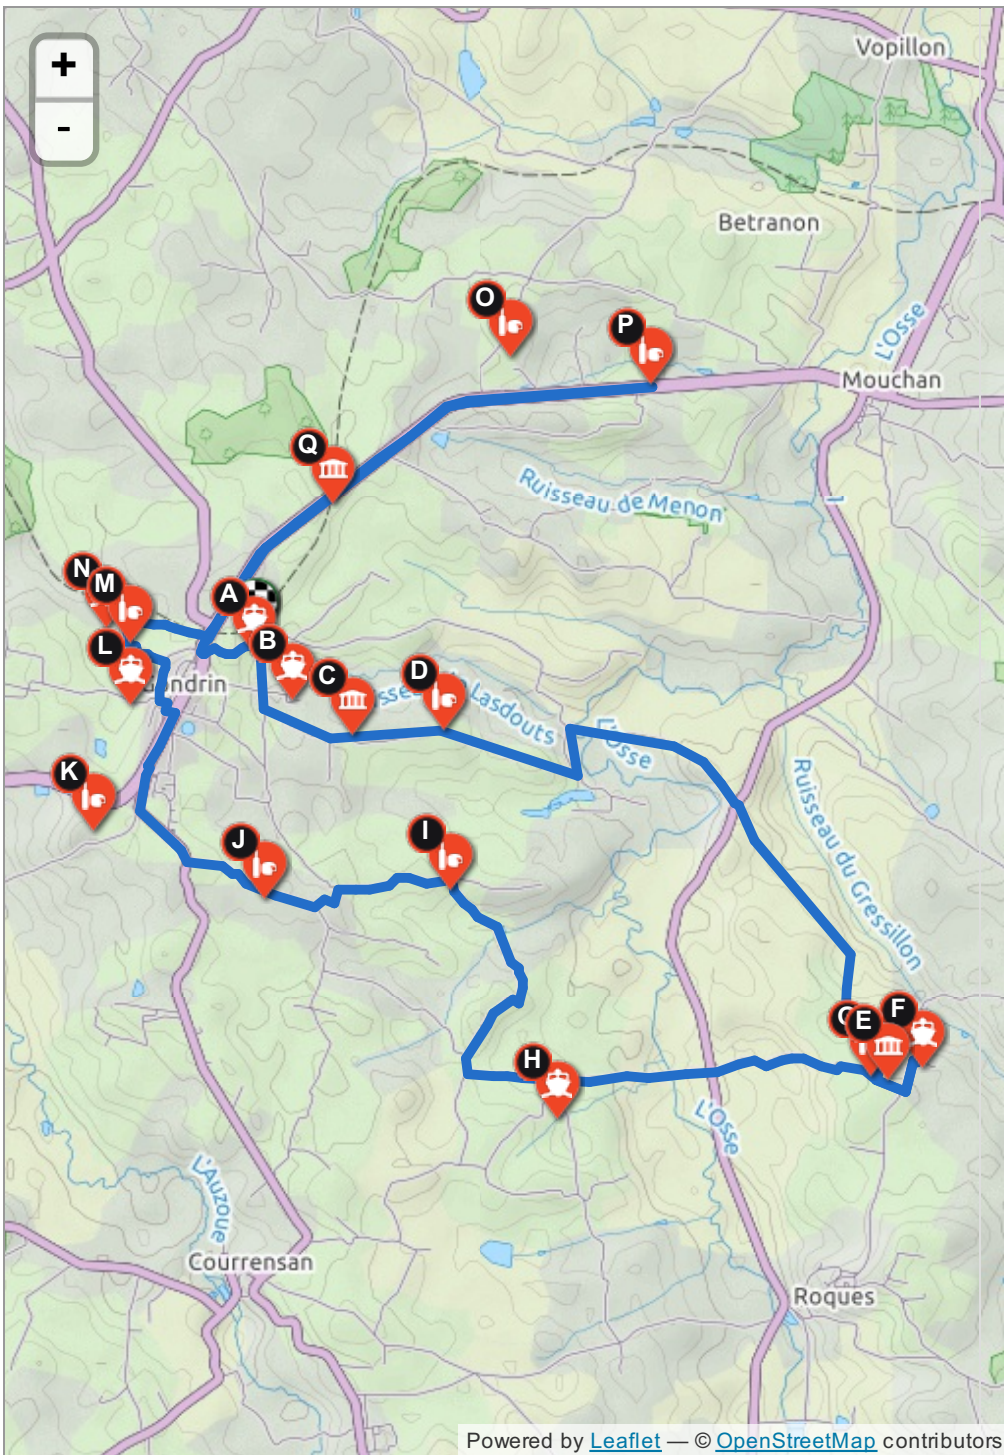 +
-
Vopillon
Betranon
L'Osse
O
P
Mouchan
Q
Ruisseau de Menon
N
M
A
B
L
C
D
Gondrin
Lasdouts
L'Osse
K
Ruisseau du Gressillon
J
I
G
E
F
H
L'Osse
L'Auzoue
Courrensan
Roques
Powered by Leaflet — © OpenStreetMap contributors